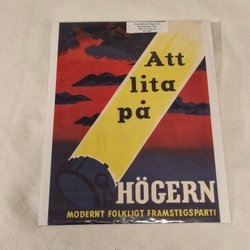 Att
lita
på
HÖGERN
MODERNT FOLKLIGT FRAMSTEGSPARTI